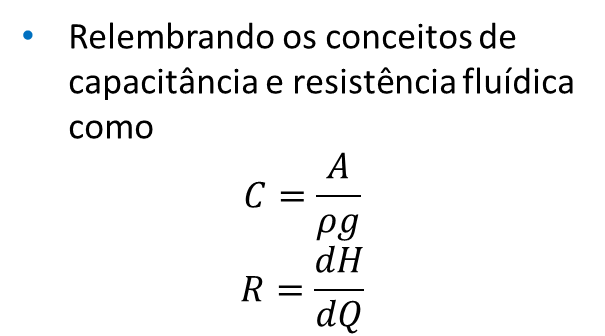 • Relembrando os conceitos de
capacitância e resistência fluídica
como
C = A/ρg
R = dH/dQ